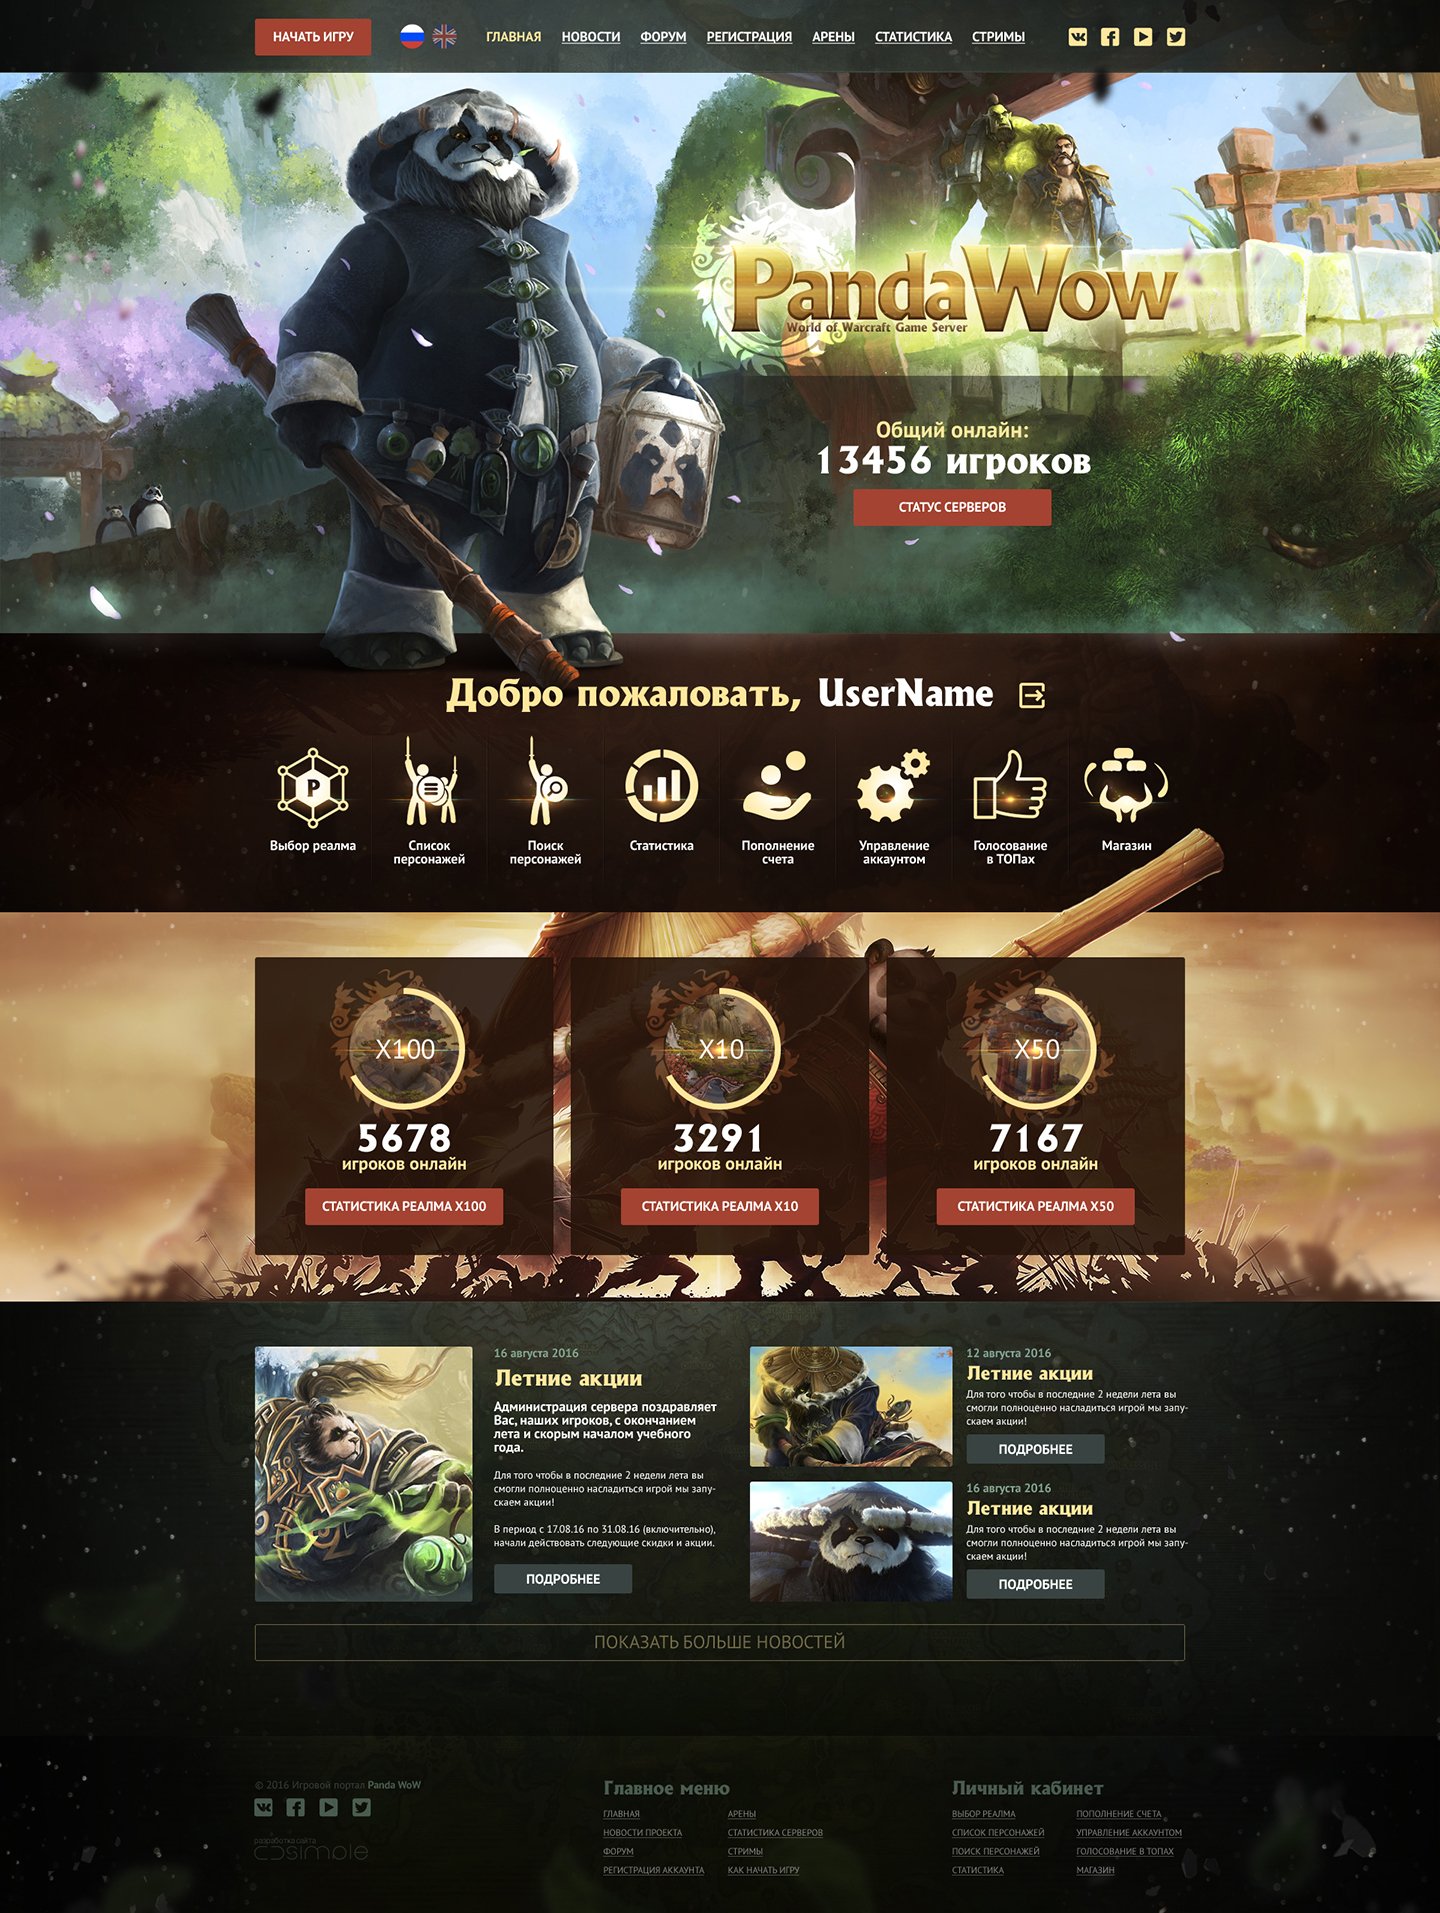 НАЧАТЬ ИГРУ
ГЛАВНАЯ НОВОСТИ ФОРУМ РЕГИСТРАЦИЯ АРЕНЫ СТАТИСТИКА СТРИМЫ
PandaWoW
World of Warcraft Game Server
Общий онлайн:
13456 игроков
СТАТУС СЕРВЕРОВ
Добро пожаловать, UserName
P
Выбор реалма
Список
персонажей
Поиск
персонажей
Статистика
Пополнение
счета
Управление
аккаунтом
Голосование
в ТОПах
Магазин
X100
5678
игроков онлайн
СТАТИСТИКА РЕАЛМА X100
X10
3291
игроков онлайн
СТАТИСТИКА РЕАЛМА X10
X50
7167
игроков онлайн
СТАТИСТИКА РЕАЛМА X50
16 августа 2016
Летние акции
Администрация сервера поздравляет
Вас, наших игроков, с окончанием
лета и скорым началом учебного
года.
Для того чтобы в последние 2 недели лета вы
смогли полноценно насладиться игрой мы запу-
скаем акции!
В период с 17.08.16 по 31.08.16 (включительно),
начали действовать следующие скидки и акции.
ПОДРОБНЕЕ
12 августа 2016
Летние акции
Для того чтобы в последние 2 недели лета вы
смогли полноценно насладиться игрой мы запу-
скаем акции!
ПОДРОБНЕЕ
16 августа 2016
Летние акции
Для того чтобы в последние 2 недели лета вы
смогли полноценно насладиться игрой мы запу-
скаем акции!
ПОДРОБНЕЕ
ПОКАЗАТЬ БОЛЬШЕ НОВОСТЕЙ
© 2016 Игровой портал Panda WoW
разработка сайта
Главное меню
ГЛАВНАЯ
НОВОСТИ ПРОЕКТА
ФОРУМ
РЕГИСТРАЦИЯ АККАУНТА
АРЕНЫ
СТАТИСТИКА СЕРВЕРОВ
СТРИМЫ
КАК НАЧАТЬ ИГРУ
Личный кабинет
ВЫБОР РЕАЛМА
СПИСОК ПЕРСОНАЖЕЙ
ПОИСК ПЕРСОНАЖЕЙ
СТАТИСТИКА
ПОПОЛНЕНИЕ СЧЕТА
УПРАВЛЕНИЕ АККАУНТОМ
ГОЛОСОВАНИЕ В ТОПАХ
МАГАЗИН